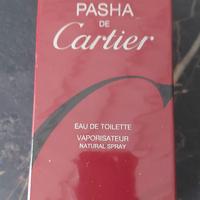 PASHA
DE
Cartier
EAU DE TOILETTE
VAPORISATEUR
NATURAL SPRAY